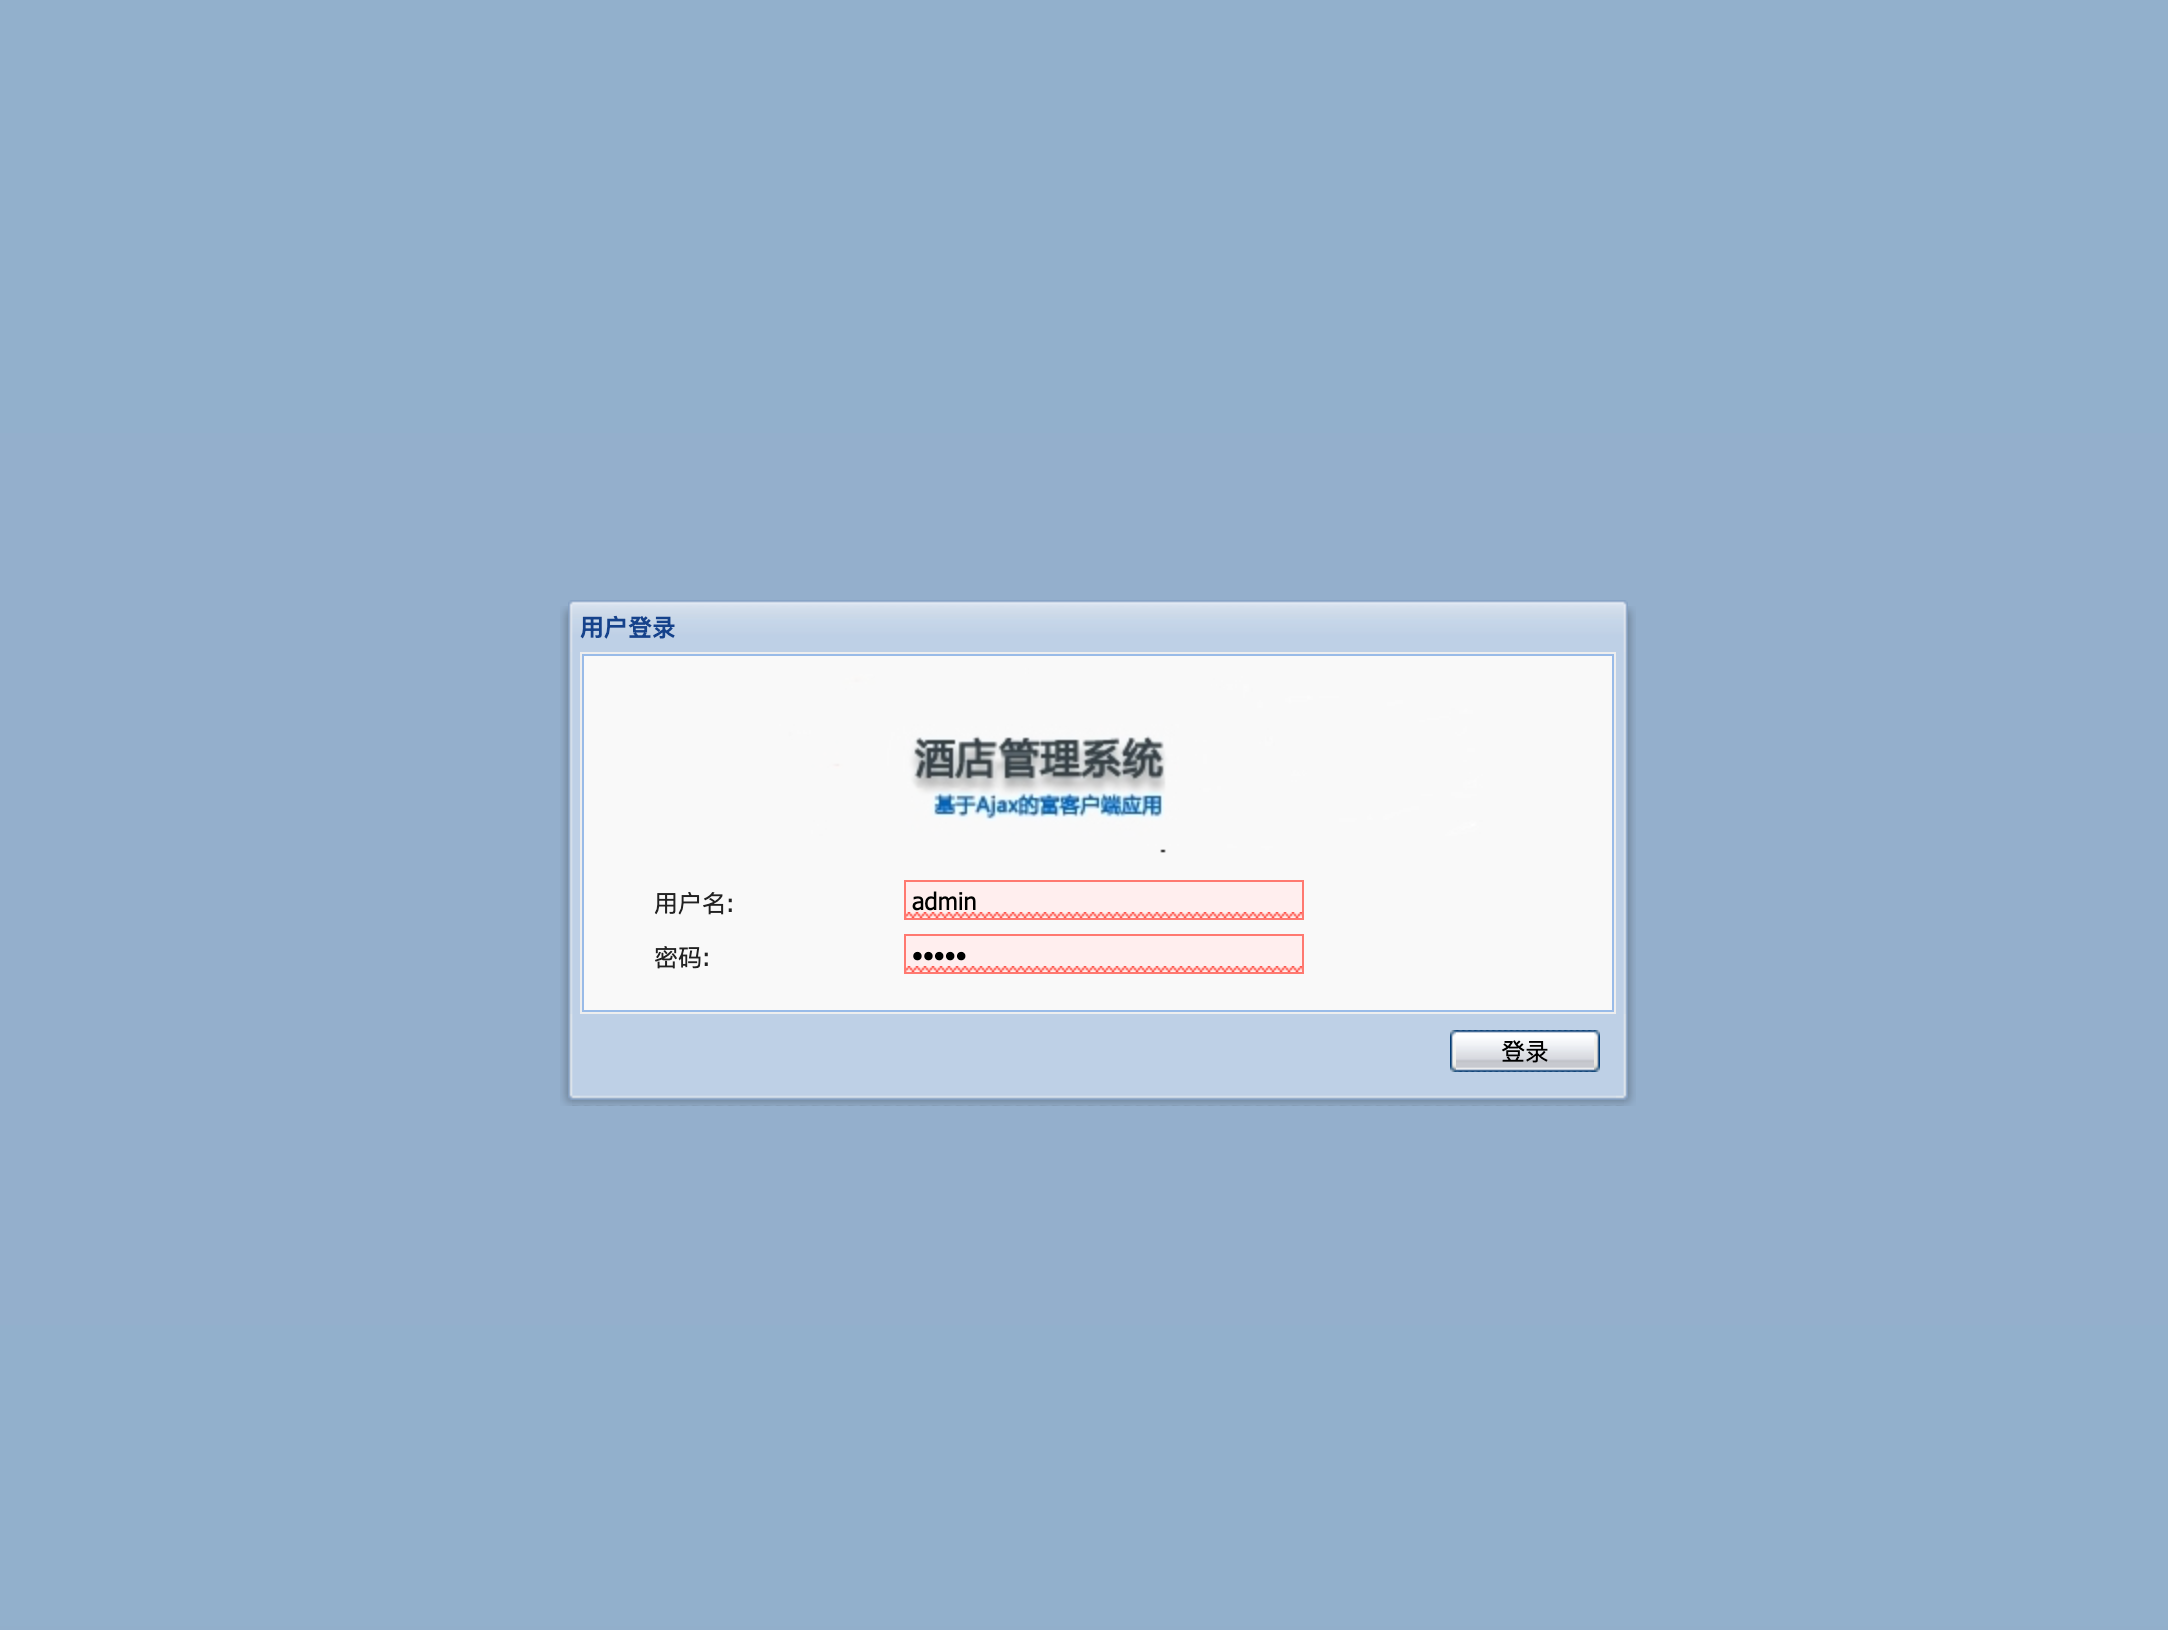 用户登录
酒店管理系统
基于Ajax的富客户端应用
-
用户名:
admin
密码:
•••••
登录